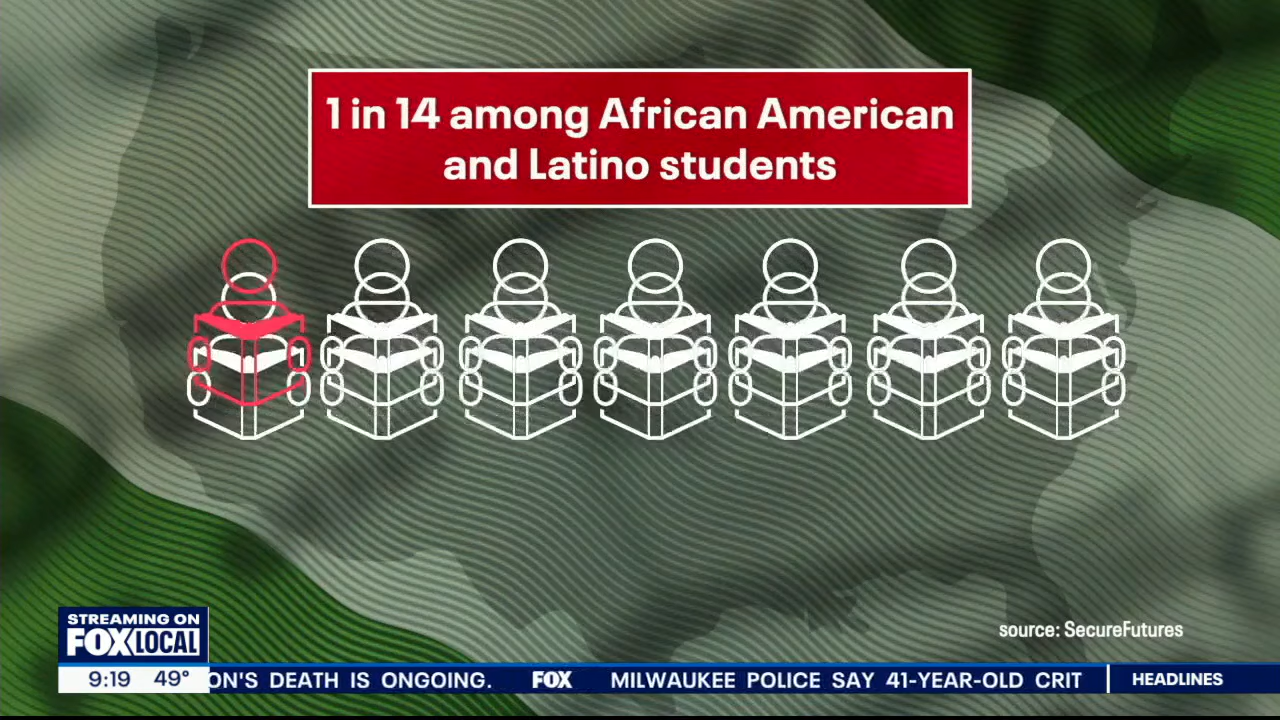 1 in 14 among African American
and Latino students
source: SecureFutures
STREAMING ON
FOX LOCAL
9:19 49° ON'S DEATH IS ONGOING. FOX MILWAUKEE POLICE SAY 41-YEAR-OLD CRIT HEADLINES